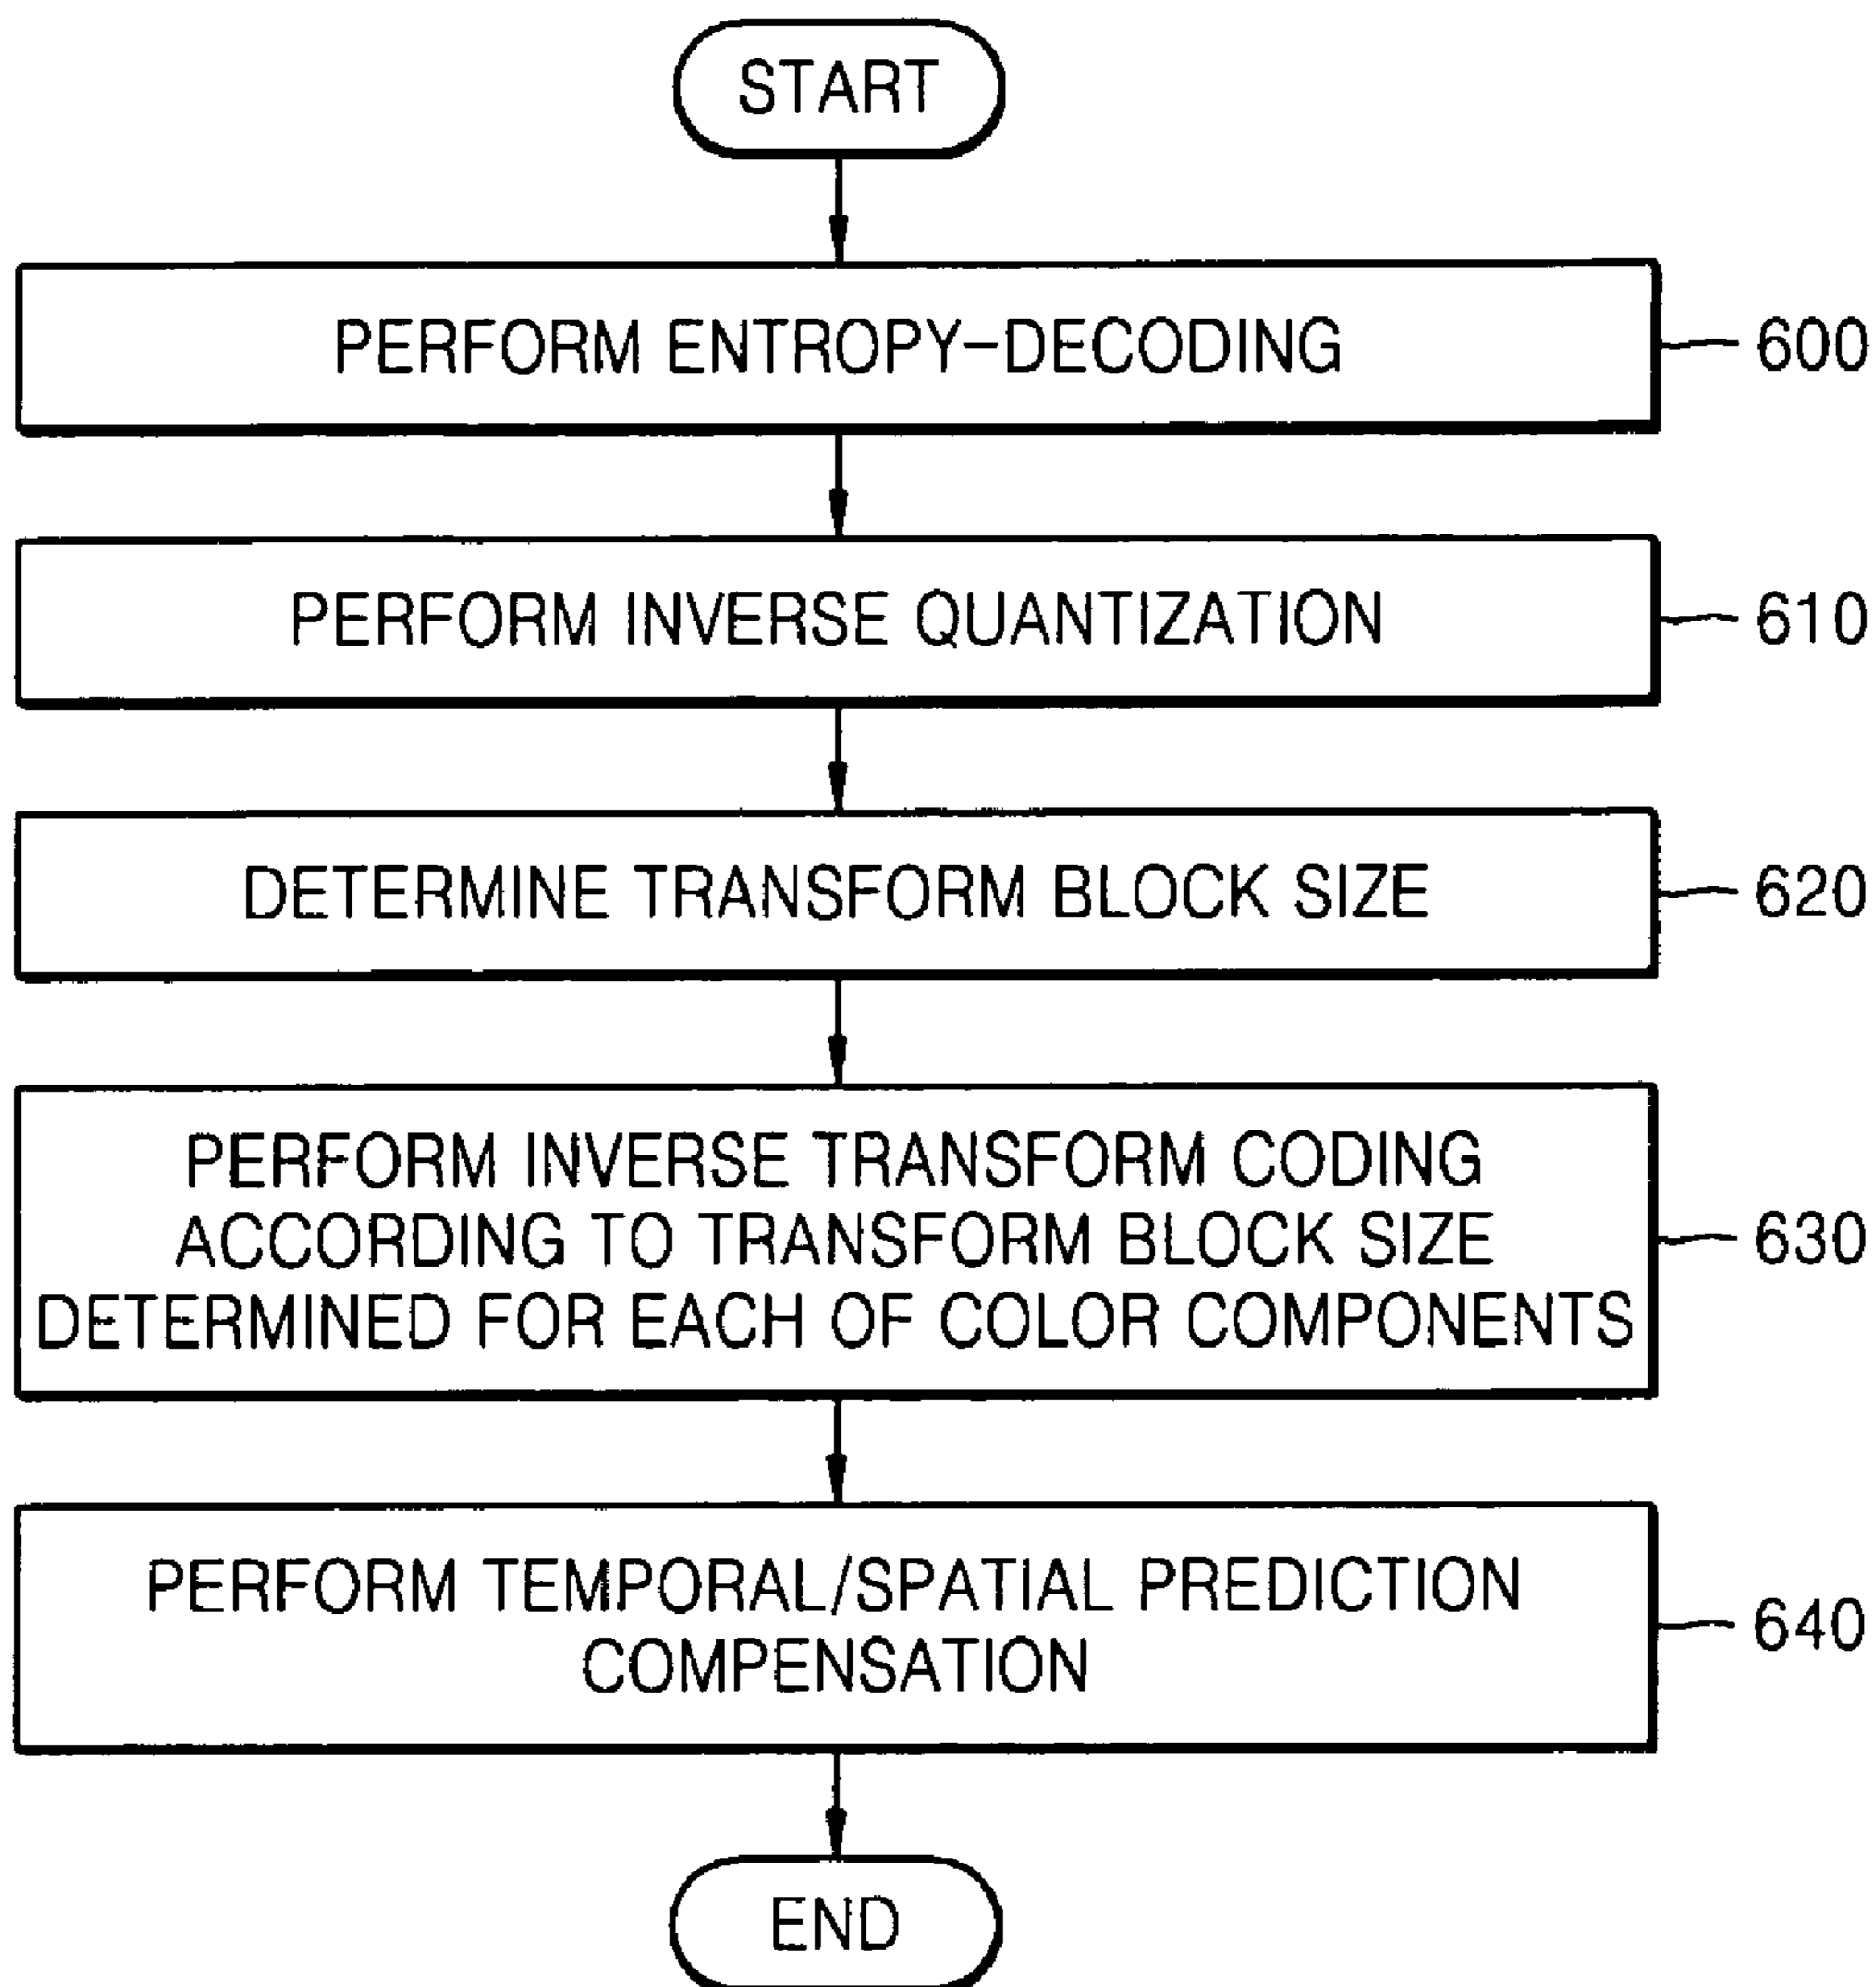 START
PERFORM ENTROPY-DECODING
600
PERFORM INVERSE QUANTIZATION
610
DETERMINE TRANSFORM BLOCK SIZE
620
PERFORM INVERSE TRANSFORM CODING
ACCORDING TO TRANSFORM BLOCK SIZE
DETERMINED FOR EACH OF COLOR COMPONENTS
630
PERFORM TEMPORAL/SPATIAL PREDICTION
COMPENSATION
640
END